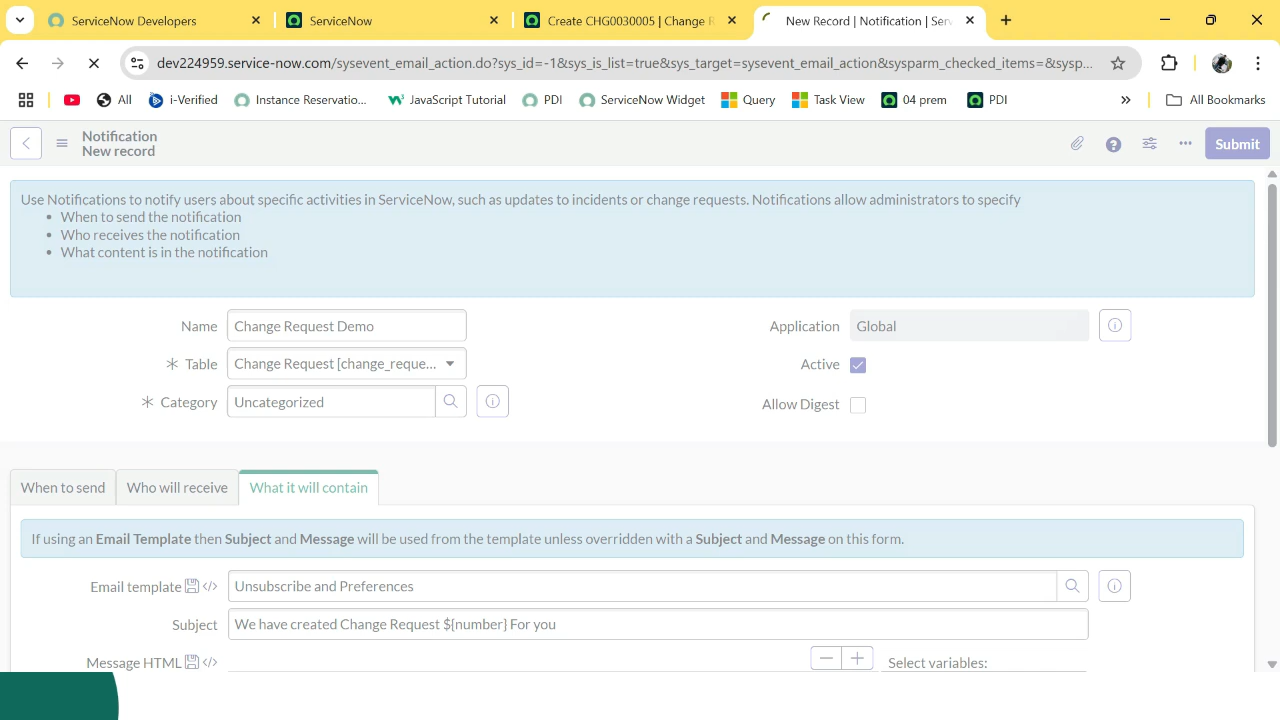 ServiceNow Developers
ServiceNow
Create CHG0030005 | Change R
New Record | Notification | Serv
dev224959.service-now.com/sysevent_email_action.do?sys_id=-1&sys_is_list=true&sys_target=sysevent_email_action&sysparm_checked_items=&sysp...
All
i-Verified
Instance Reservatio...
JavaScript Tutorial
PDI
ServiceNow Widget
Query
Task View
04 prem
PDI
All Bookmarks
Notification
New record
Submit
Use Notifications to notify users about specific activities in ServiceNow, such as updates to incidents or change requests. Notifications allow administrators to specify
• When to send the notification
• Who receives the notification
• What content is in the notification
Name Change Request Demo
Application Global
* Table Change Request [change_reque...
Active
* Category Uncategorized
Allow Digest
When to send
Who will receive
What it will contain
If using an Email Template then Subject and Message will be used from the template unless overridden with a Subject and Message on this form.
Email template </> Unsubscribe and Preferences
Subject We have created Change Request ${number} For you
Message HTML </>
Select variables: